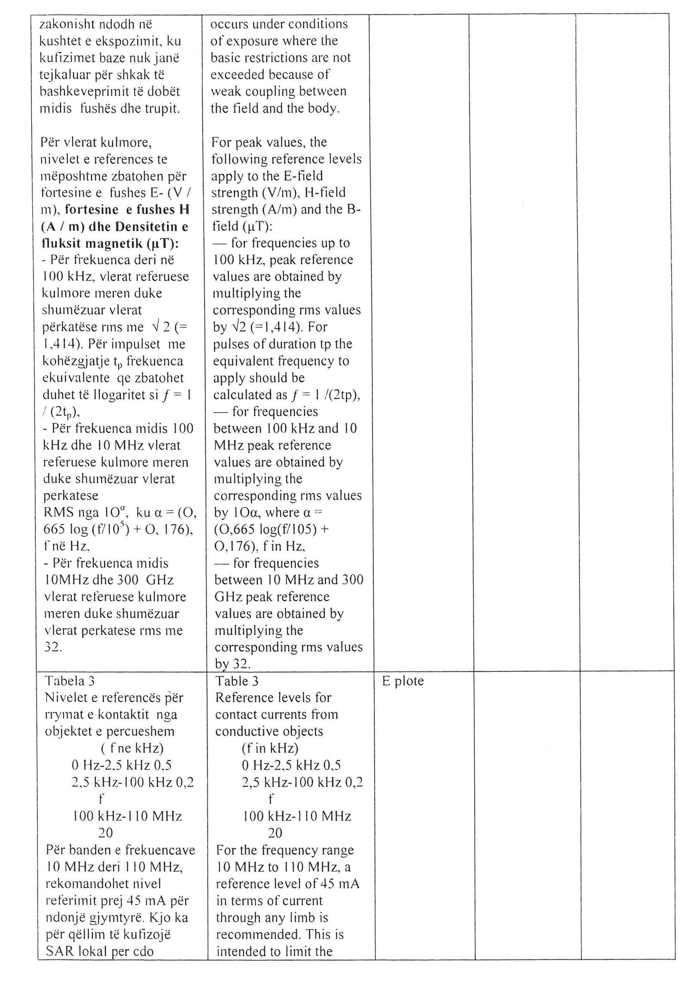 zakonisht ndodh në
kushtet e ekspozimit, ku
kufizimet baze nuk janë
tejkaluar për shkak të
bashkeveprimit të dobët
midis  fushës dhe trupit.
Për vlerat kulmore,
nivelet e references te
mëposhtme zbatohen për
fortesine e  fushes E- (V /
m), fortesine  e fushes H
(A / m) dhe Densitetin e
fluksit magnetik (µT):
- Për frekuenca deri në
100 kHz, vlerat referuese
kulmore meren duke
shumëzuar vlerat
përkatëse rms me  √ 2 (=
1,414). Për impulset  me
kohëzgjatje tₚ frekuenca
ekuivalente  qe zbatohet
duhet të llogaritet si f = 1
/ (2tₚ),
- Për frekuenca midis 100
kHz dhe 10 MHz vlerat
referuese kulmore meren
duke shumëzuar vlerat
perkatese
RMS nga 1O^α,  ku α = (O,
665 log (f/10⁵) + O, 176),
f në Hz,
- Për frekuenca midis
10MHz dhe 300  GHz
vlerat referuese kulmore
meren duke shumëzuar
vlerat perkatese rms me
32.
occurs under conditions
of exposure where the
basic restrictions are not
exceeded because of
weak coupling between
the field and the body.
For peak values, the
following reference levels
apply to the E-field
strength (V/m), H-field
strength (A/m) and the B-
field (µT):
— for frequencies up to
100 kHz, peak reference
values are obtained by
multiplying the
corresponding rms values
by √2 (=1,414). For
pulses of duration tp the
equivalent frequency to
apply should be
calculated as f = 1 /(2tp),
— for frequencies
between 100 kHz and 10
MHz peak reference
values are obtained by
multiplying the
corresponding rms values
by 1Oα, where α =
(O,665 log(f/105) +
O,176), f in Hz,
— for frequencies
between 10 MHz and 300
GHz peak reference
values are obtained by
multiplying the
corresponding rms values
by 32.
Tabela 3
Nivelet e referencës për
rrymat e kontaktit  nga
objektet e percueshem
( f ne kHz)
0 Hz-2,5 kHz 0,5
2,5 kHz-100 kHz 0,2
f
100 kHz-110 MHz
20
Për banden e frekuencave
10 MHz deri 110 MHz,
rekomandohet nivel
referimit prej 45 mA për
ndonjë gjymtyrë. Kjo ka
për qëllim të kufizojë
SAR lokal per cdo
Table 3
Reference levels for
contact currents from
conductive objects
(f in kHz)
0 Hz-2,5 kHz 0,5
2,5 kHz-100 kHz 0,2
f
100 kHz-110 MHz
20
For the frequency range
10 MHz to 110 MHz, a
reference level of 45 mA
in terms of current
through any limb is
recommended. This is
intended to limit the
E plote